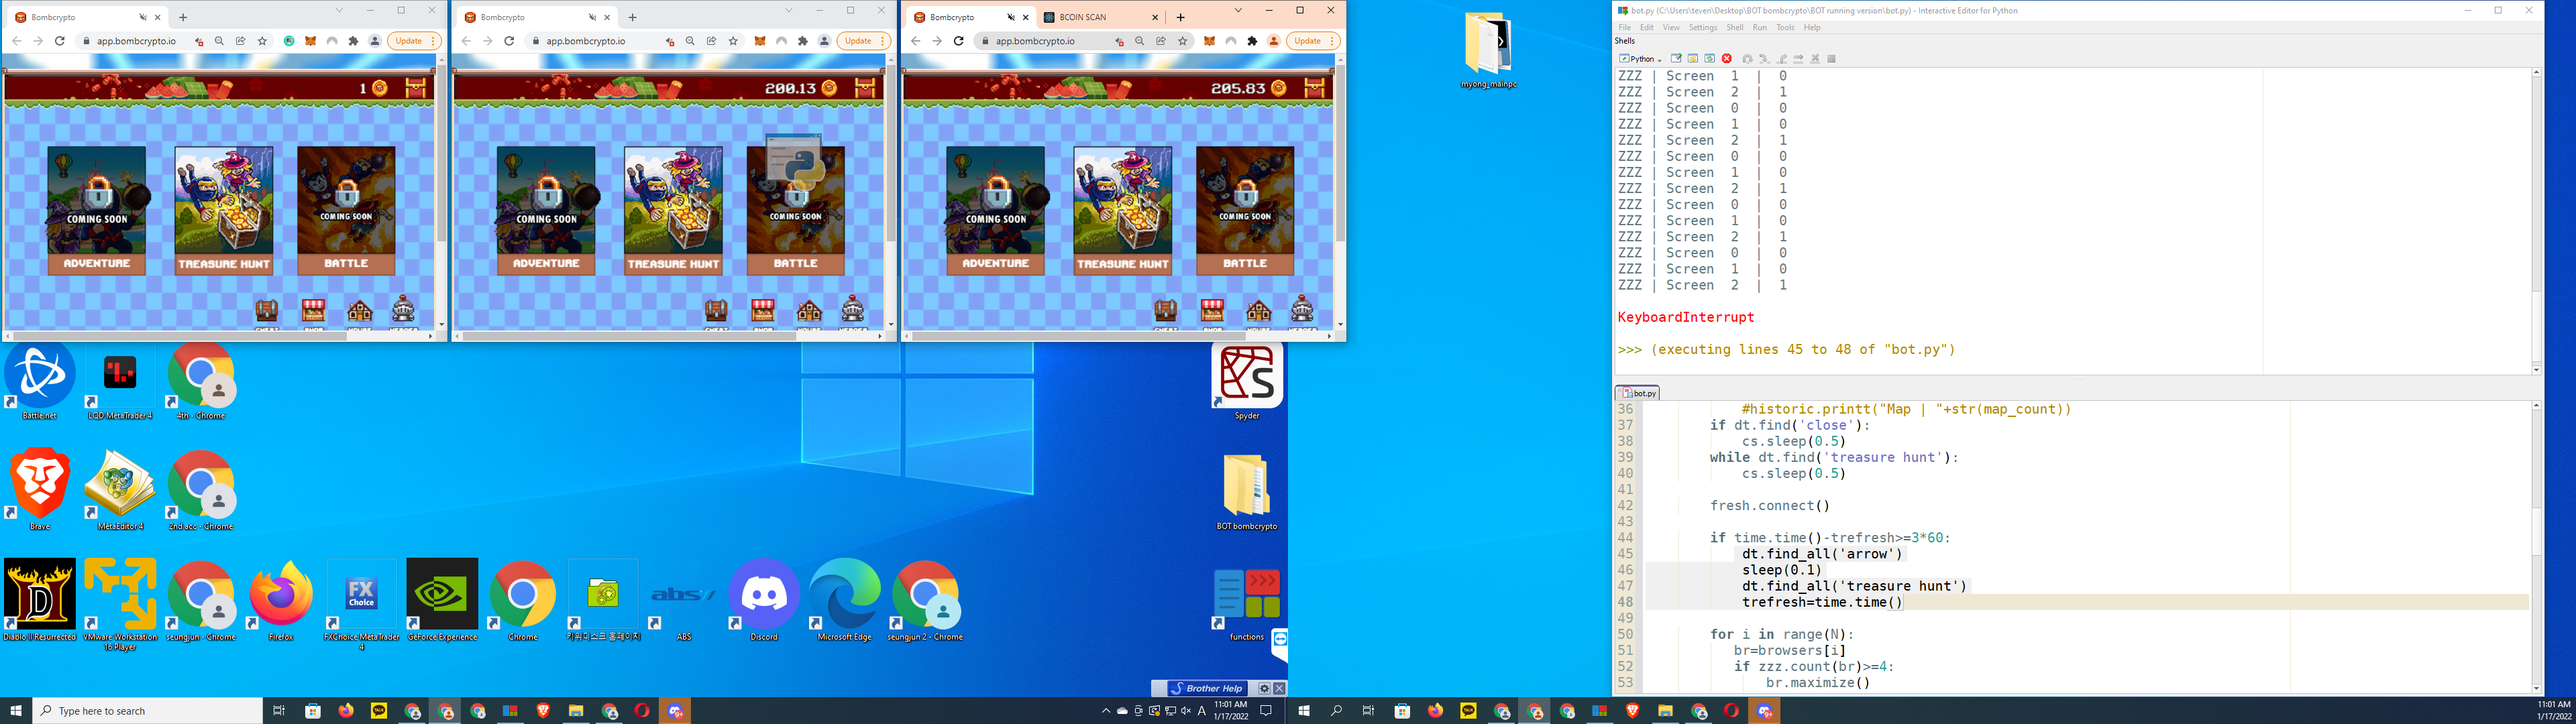 Bombcrypto
app.bombcrypto.io
Update
1
COMING SOON
ADVENTURE
TREASURE HUNT
COMING SOON
BATTLE
Bombcrypto
app.bombcrypto.io
Update
200.13
COMING SOON
ADVENTURE
TREASURE HUNT
COMING SOON
BATTLE
Bombcrypto
BCOIN SCAN
app.bombcrypto.io
Update
205.83
COMING SOON
ADVENTURE
TREASURE HUNT
COMING SOON
BATTLE
myong_mainpc
Battle.net
LQD MetaTrader 4
4th - Chrome
Spyder
Brave
MetaEditor 4
2nd acc - Chrome
BOT bombcrypto
Diablo II Resurrected
VMware Workstation 16 Player
seungjun - Chrome
Firefox
FX Choice
FXChoice MetaTrader 4
GeForce Experience
Chrome
ABS
Discord
Microsoft Edge
seungjun 2 - Chrome
functions
Brother Help
Type here to search
11:01 AM
1/17/2022
bot.py (C:\Users\teven\Desktop\BOT bombcrypto\BOT running version\bot.py) - Interactive Editor for Python
File Edit View Settings Shell Run Tools Help
Shells
Python
ZZZ | Screen 1 | 0
ZZZ | Screen 2 | 1
ZZZ | Screen 0 | 0
ZZZ | Screen 1 | 0
ZZZ | Screen 2 | 1
ZZZ | Screen 0 | 0
ZZZ | Screen 1 | 0
ZZZ | Screen 2 | 1
ZZZ | Screen 0 | 0
ZZZ | Screen 1 | 0
ZZZ | Screen 2 | 1
ZZZ | Screen 0 | 0
ZZZ | Screen 1 | 0
ZZZ | Screen 2 | 1
KeyboardInterrupt
>>> (executing lines 45 to 48 of "bot.py")
bot.py
36 #historic.printt("Map | "+str(map_count))
37 if dt.find('close'):
38 cs.sleep(0.5)
39 while dt.find('treasure hunt'):
40 cs.sleep(0.5)
41
42 fresh.connect()
43
44 if time.time()-trefresh>=3*60:
45 dt.find_all('arrow')
46 sleep(0.1)
47 dt.find_all('treasure hunt')
48 trefresh=time.time()
49
50 for i in range(N):
51 br=browsers[i]
52 if zzz.count(br)>=4:
53 br.maximize()
11:01 AM
1/17/2022